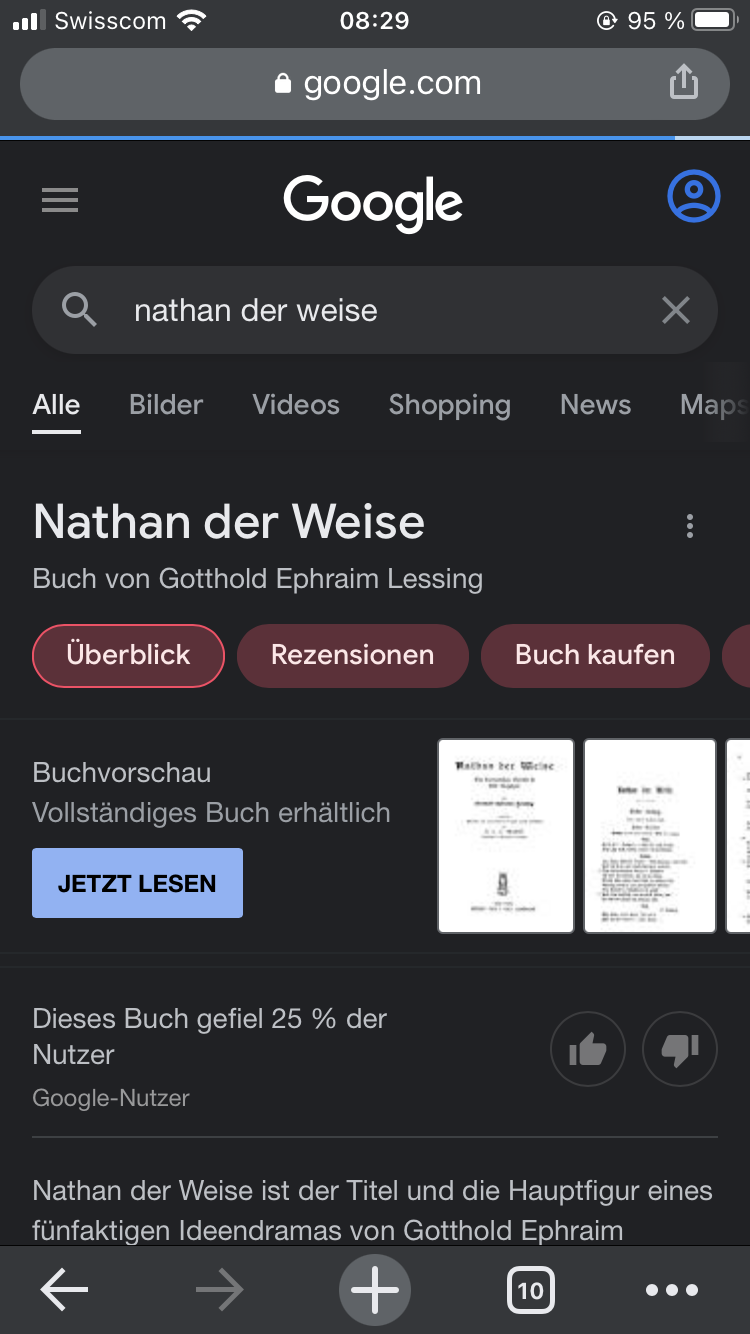 Swisscom 08:29 95 %
google.com
Google
nathan der weise
Alle Bilder Videos Shopping News Maps
Nathan der Weise
Buch von Gotthold Ephraim Lessing
Überblick Rezensionen Buch kaufen
Buchvorschau
Vollständiges Buch erhältlich
JETZT LESEN
Nathan der Weise
Nathan der Weise
Dieses Buch gefiel 25 % der
Nutzer
Google-Nutzer
Nathan der Weise ist der Titel und die Hauptfigur eines
fünfaktigen Ideendramas von Gotthold Ephraim
10